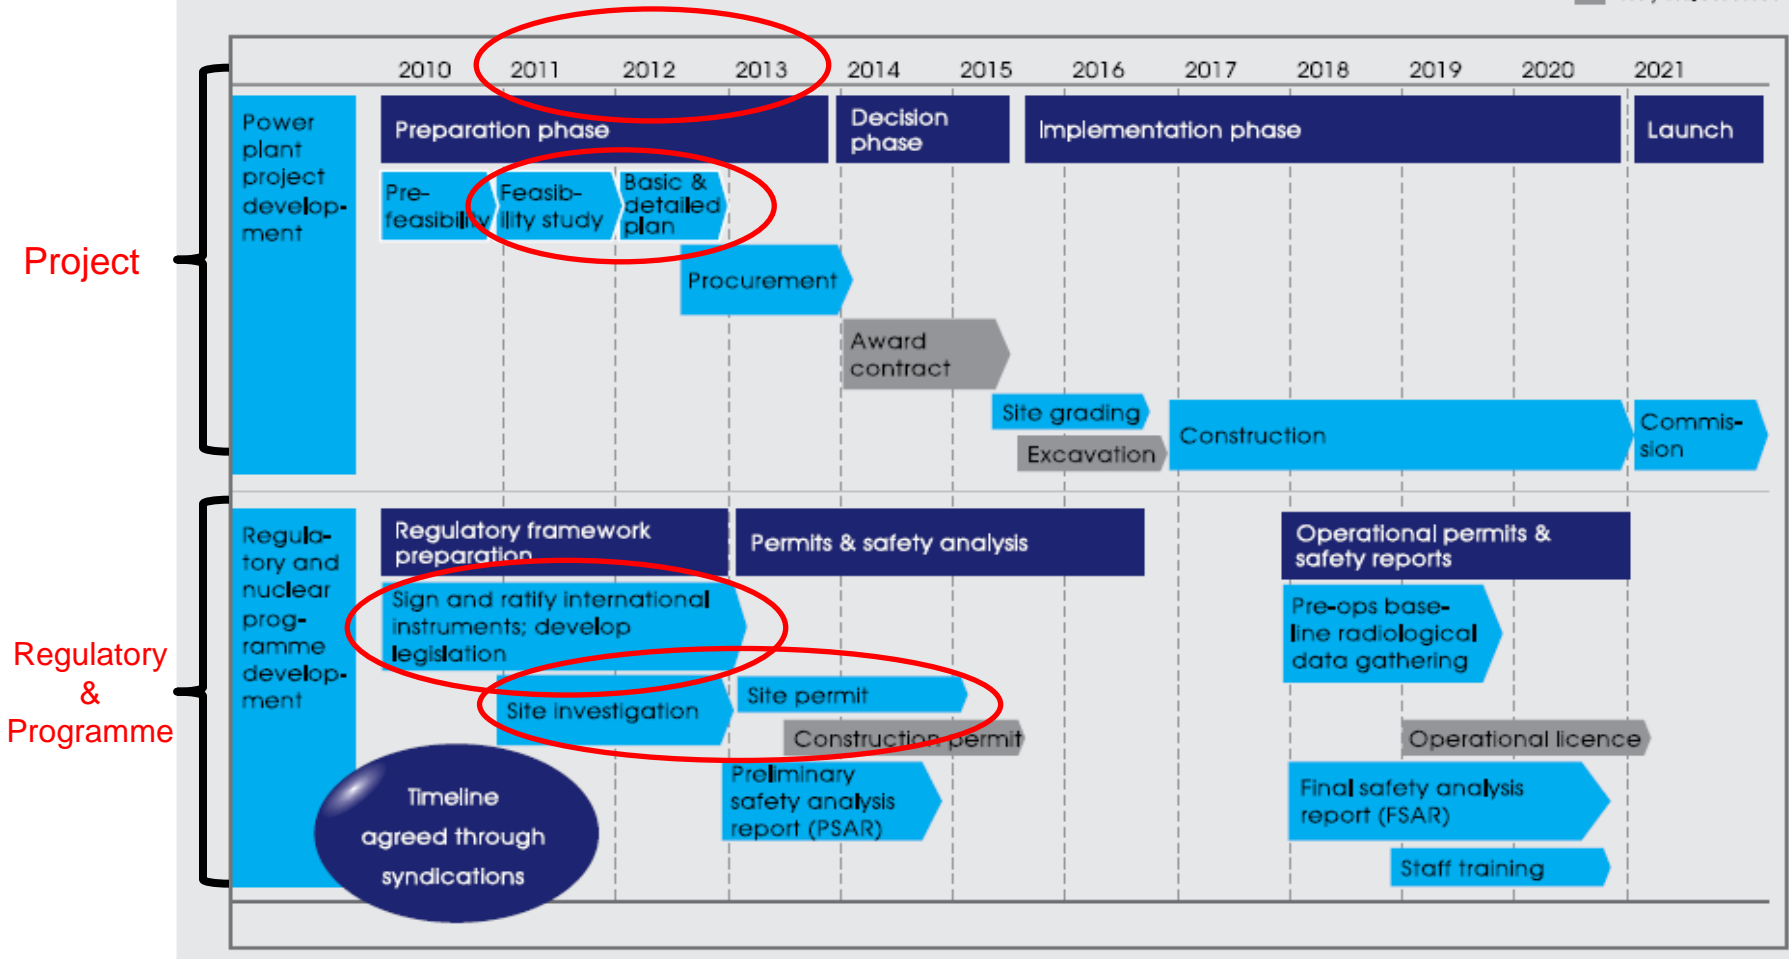 2010 2011 2012 2013 2014 2015 2016 2017 2018 2019 2020 2021
Project
Power
plant
project
develop-
ment
Preparation phase
Decision
phase
Implementation phase
Launch
Pre-
feasibility
Feasib-
ility study
Basic &
detailed
plan
Procurement
Award
contract
Site grading
Excavation
Construction
Commis-
sion
Regulatory
&
Programme
Regula-
tory and
nuclear
prog-
ramme
develop-
ment
Regulatory framework
preparation
Permits & safety analysis
Operational permits &
safety reports
Sign and ratify international
instruments; develop
legislation
Pre-ops base-
line radiological
data gathering
Site investigation
Site permit
Construction permit
Operational licence
Preliminary
safety analysis
report (PSAR)
Final safety analysis
report (FSAR)
Staff training
Timeline
agreed through
syndications